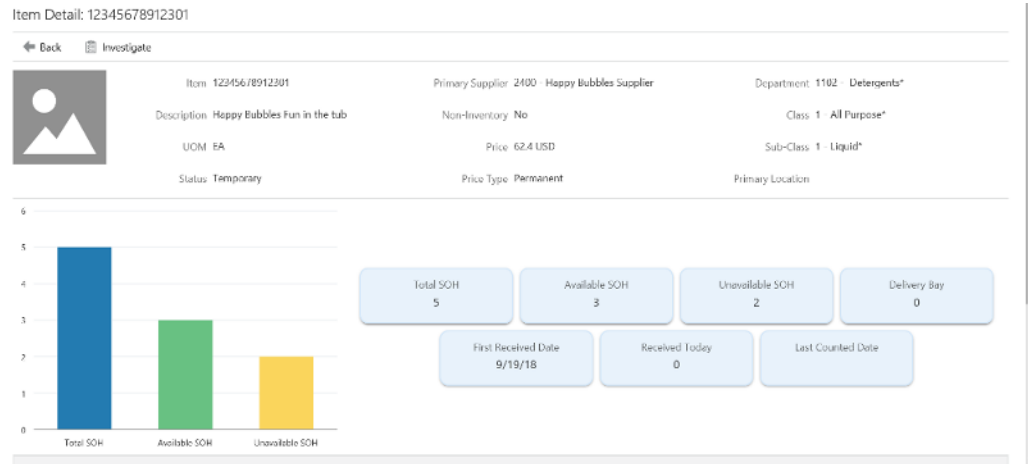 Item Detail: 12345678912301
Back Investigate
Item 12345678912301 Primary Supplier 2400 - Happy Bubbles Supplier Department 1102 - Detergents*
Description Happy Bubbles Fun in the tub Non-Inventory No Class 1 - All Purpose*
UOM EA Price 62.4 USD Sub-Class 1 - Liquid*
Status Temporary Price Type Permanent Primary Location
6
5
4
3
2
1
0
Total SOH Available SOH Unavailable SOH
Total SOH Available SOH Unavailable SOH Delivery Bay
5 3 2 0
First Received Date Received Today Last Counted Date
9/19/18 0